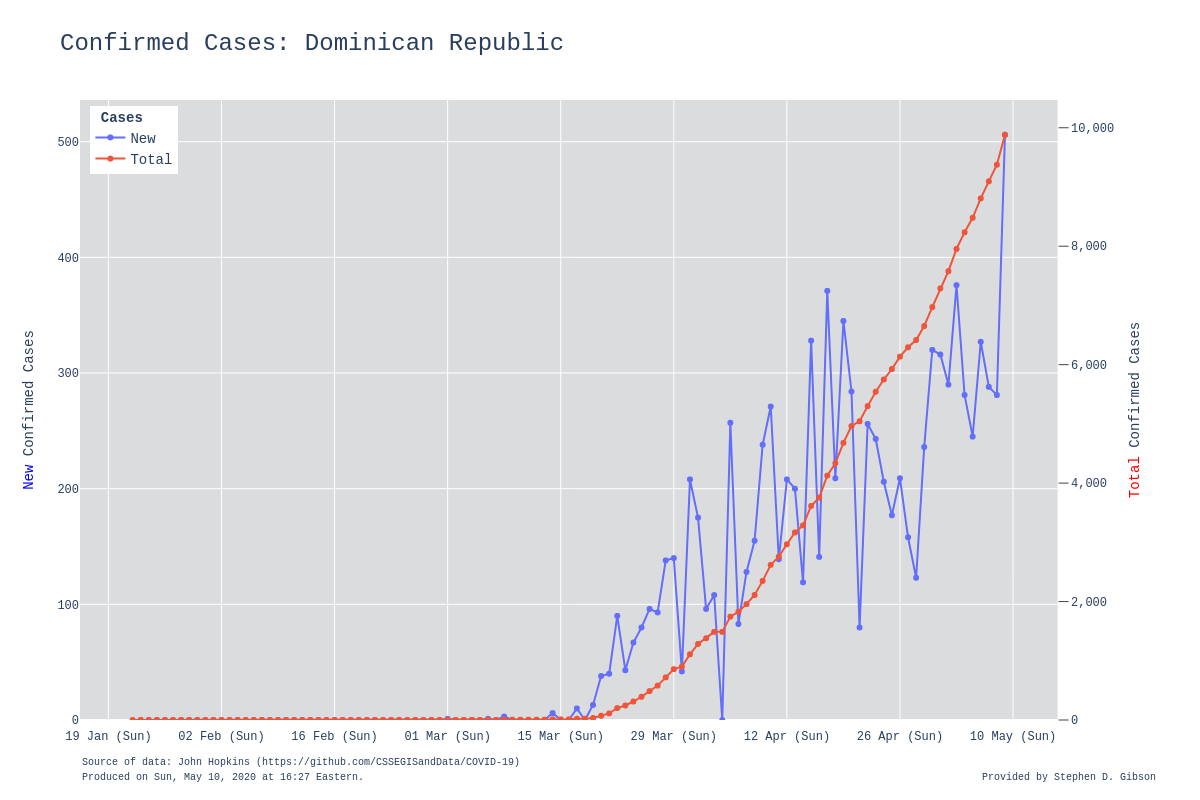 Confirmed Cases: Dominican Republic
Cases
New
Total
500
400
300
200
100
0
10,000
8,000
6,000
4,000
2,000
0
New Confirmed Cases
Total Confirmed Cases
19 Jan (Sun)
02 Feb (Sun)
16 Feb (Sun)
01 Mar (Sun)
15 Mar (Sun)
29 Mar (Sun)
12 Apr (Sun)
26 Apr (Sun)
10 May (Sun)
Source of data: John Hopkins (https://github.com/CSSEGISandData/COVID-19)
Produced on Sun, May 10, 2020 at 16:27 Eastern.
Provided by Stephen D. Gibson